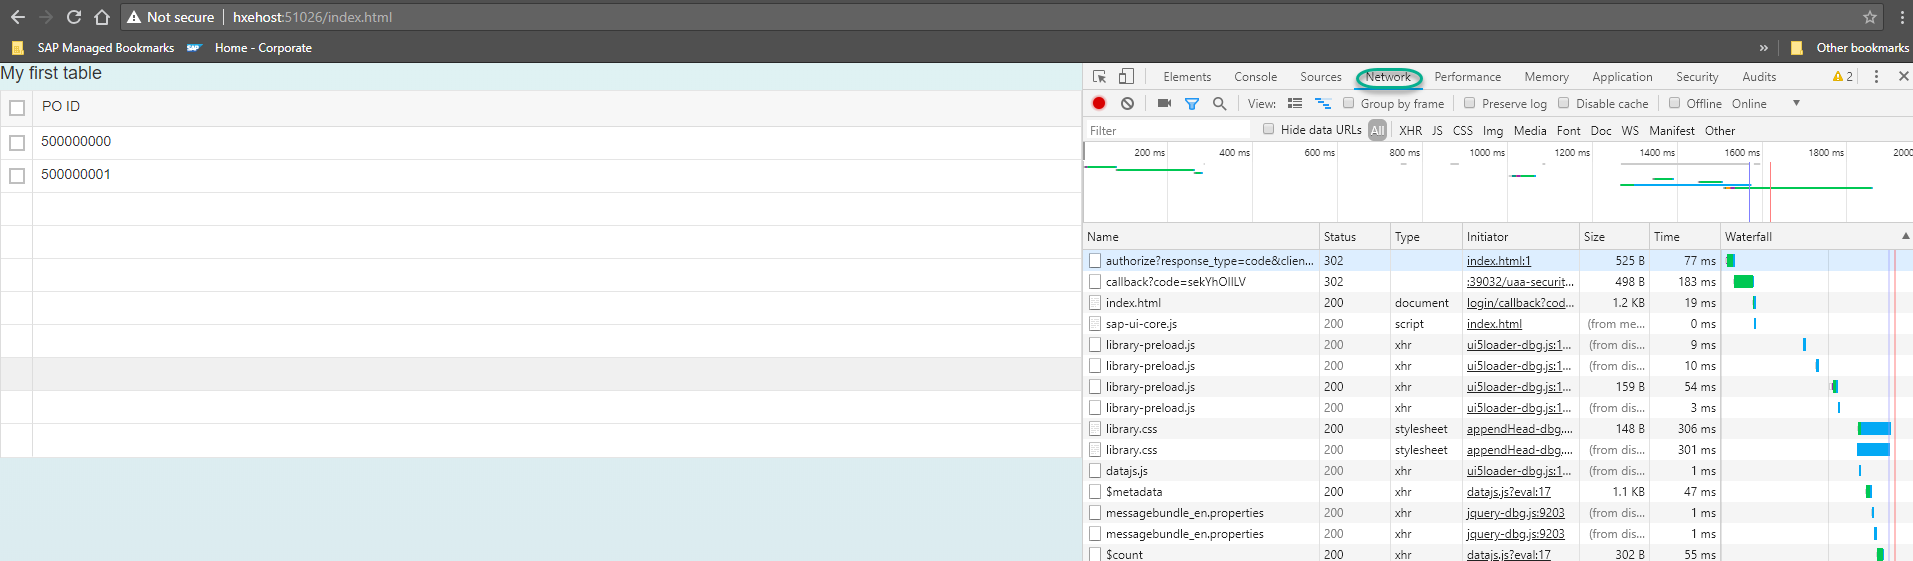 Not secure | hxehost:51026/index.html
SAP Managed Bookmarks SAP Home - Corporate » Other bookmarks
My first table
PO ID
500000000
500000001
Elements Console Sources Network Performance Memory Application Security Audits 2
View: Group by frame Preserve log Disable cache Offline Online
Filter Hide data URLs All XHR JS CSS Img Media Font Doc WS Manifest Other
200 ms 400 ms 600 ms 800 ms 1000 ms 1200 ms 1400 ms 1600 ms 1800 ms 2000
Name Status Type Initiator Size Time Waterfall
authorize?response_type=code&clien... 302 index.html:1 525 B 77 ms
callback?code=sekYhOIILV 302 :39032/uaa-securit... 498 B 183 ms
index.html 200 document login/callback?cod... 1.2 KB 19 ms
sap-ui-core.js 200 script index.html (from me... 0 ms
library-preload.js 200 xhr ui5loader-dbg.js:1... (from dis... 9 ms
library-preload.js 200 xhr ui5loader-dbg.js:1... (from dis... 10 ms
library-preload.js 200 xhr ui5loader-dbg.js:1... 159 B 54 ms
library-preload.js 200 xhr ui5loader-dbg.js:1... (from dis... 3 ms
library.css 200 stylesheet appendHead-dbg.... 148 B 306 ms
library.css 200 stylesheet appendHead-dbg.... (from dis... 301 ms
datajs.js 200 xhr ui5loader-dbg.js:1... (from dis... 1 ms
$metadata 200 xhr datajs.js?eval:17 1.1 KB 47 ms
messagebundle_en.properties 200 xhr jquery-dbg.js:9203 (from dis... 1 ms
messagebundle_en.properties 200 xhr jquery-dbg.js:9203 (from dis... 1 ms
$count 200 xhr datajs.js?eval:17 302 B 55 ms